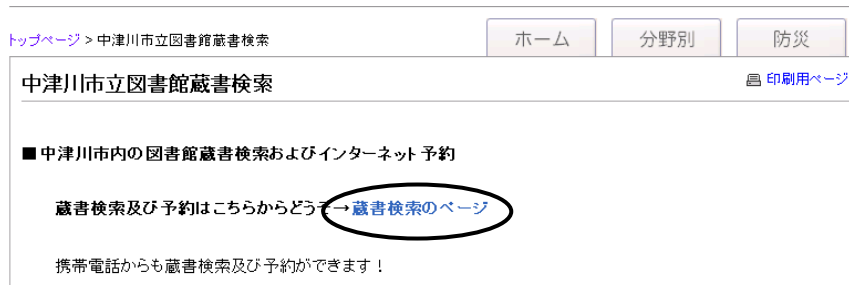 トップページ > 中津川市立図書館蔵書検索
ホーム
分野別
防災
中津川市立図書館蔵書検索
印刷用ページ
■中津川市内の図書館蔵書検索およびインターネット予約
蔵書検索及び予約はこちらからどうぞ→蔵書検索のページ
携帯電話からも蔵書検索及び予約ができます！